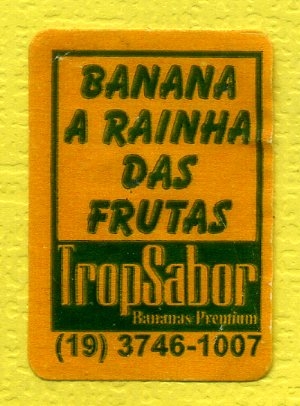 BANANA
A RAINHA
DAS
FRUTAS
TropSabor
Bananas Premium
(19) 3746-1007